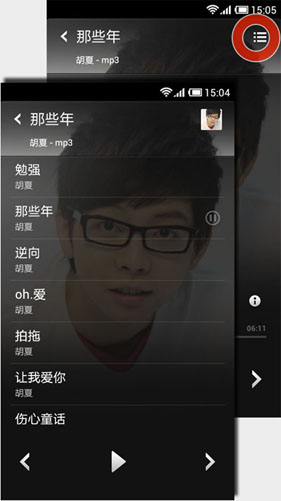 15:05
那些年
胡夏 - mp3
06:11
15:04
那些年
胡夏 - mp3
勉强
胡夏
那些年
胡夏
逆向
胡夏
oh.爱
胡夏
拍拖
胡夏
让我爱你
胡夏
伤心童话